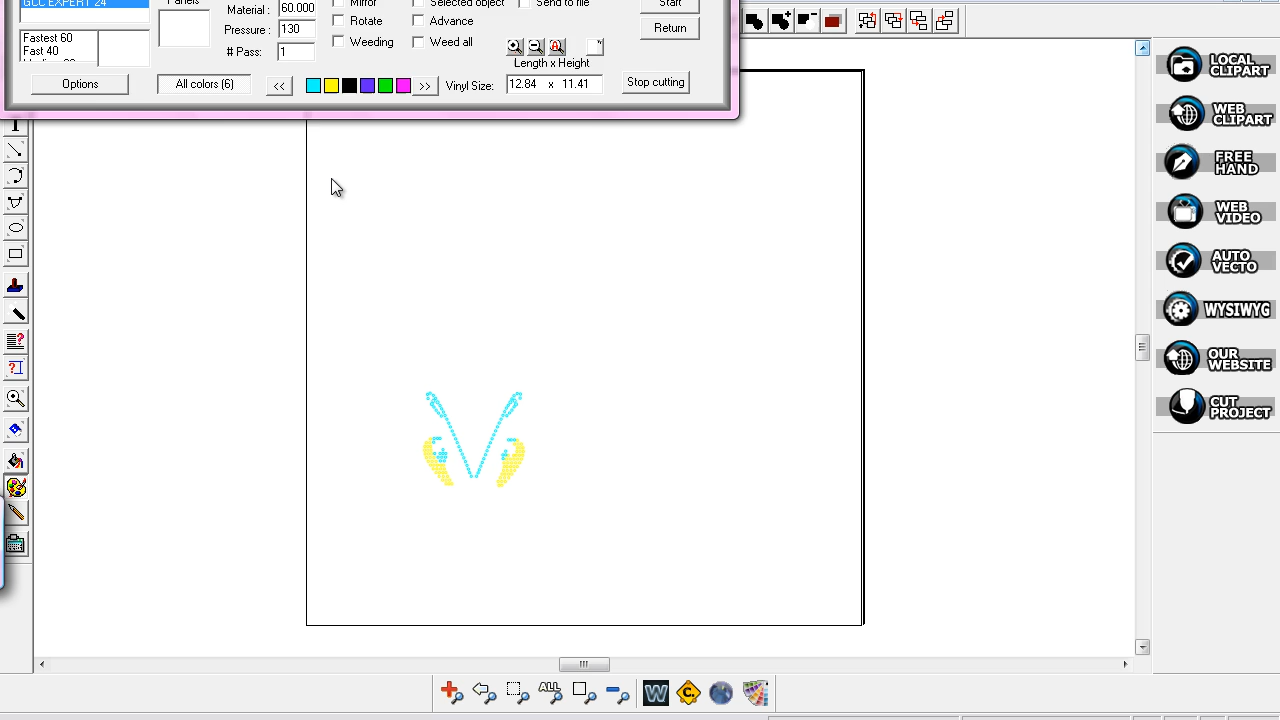 GCC EXPERT 24
Panels
Fastest 60
Fast 40
Options
All colors (6)
Material : 60.000
Pressure : 130
# Pass: 1
<<
>>
Mirror
Rotate
Weeding
Selected object
Advance
Weed all
Send to file
Length x Height
Vinyl Size: 12.84 x 11.41
Start
Return
Stop cutting
LOCAL
CLIPART
WEB
CLIPART
FREE
HAND
WEB
VIDEO
AUTO
VECTO
WYSIWYG
OUR
WEBSITE
CUT
PROJECT
ALL
W
C.